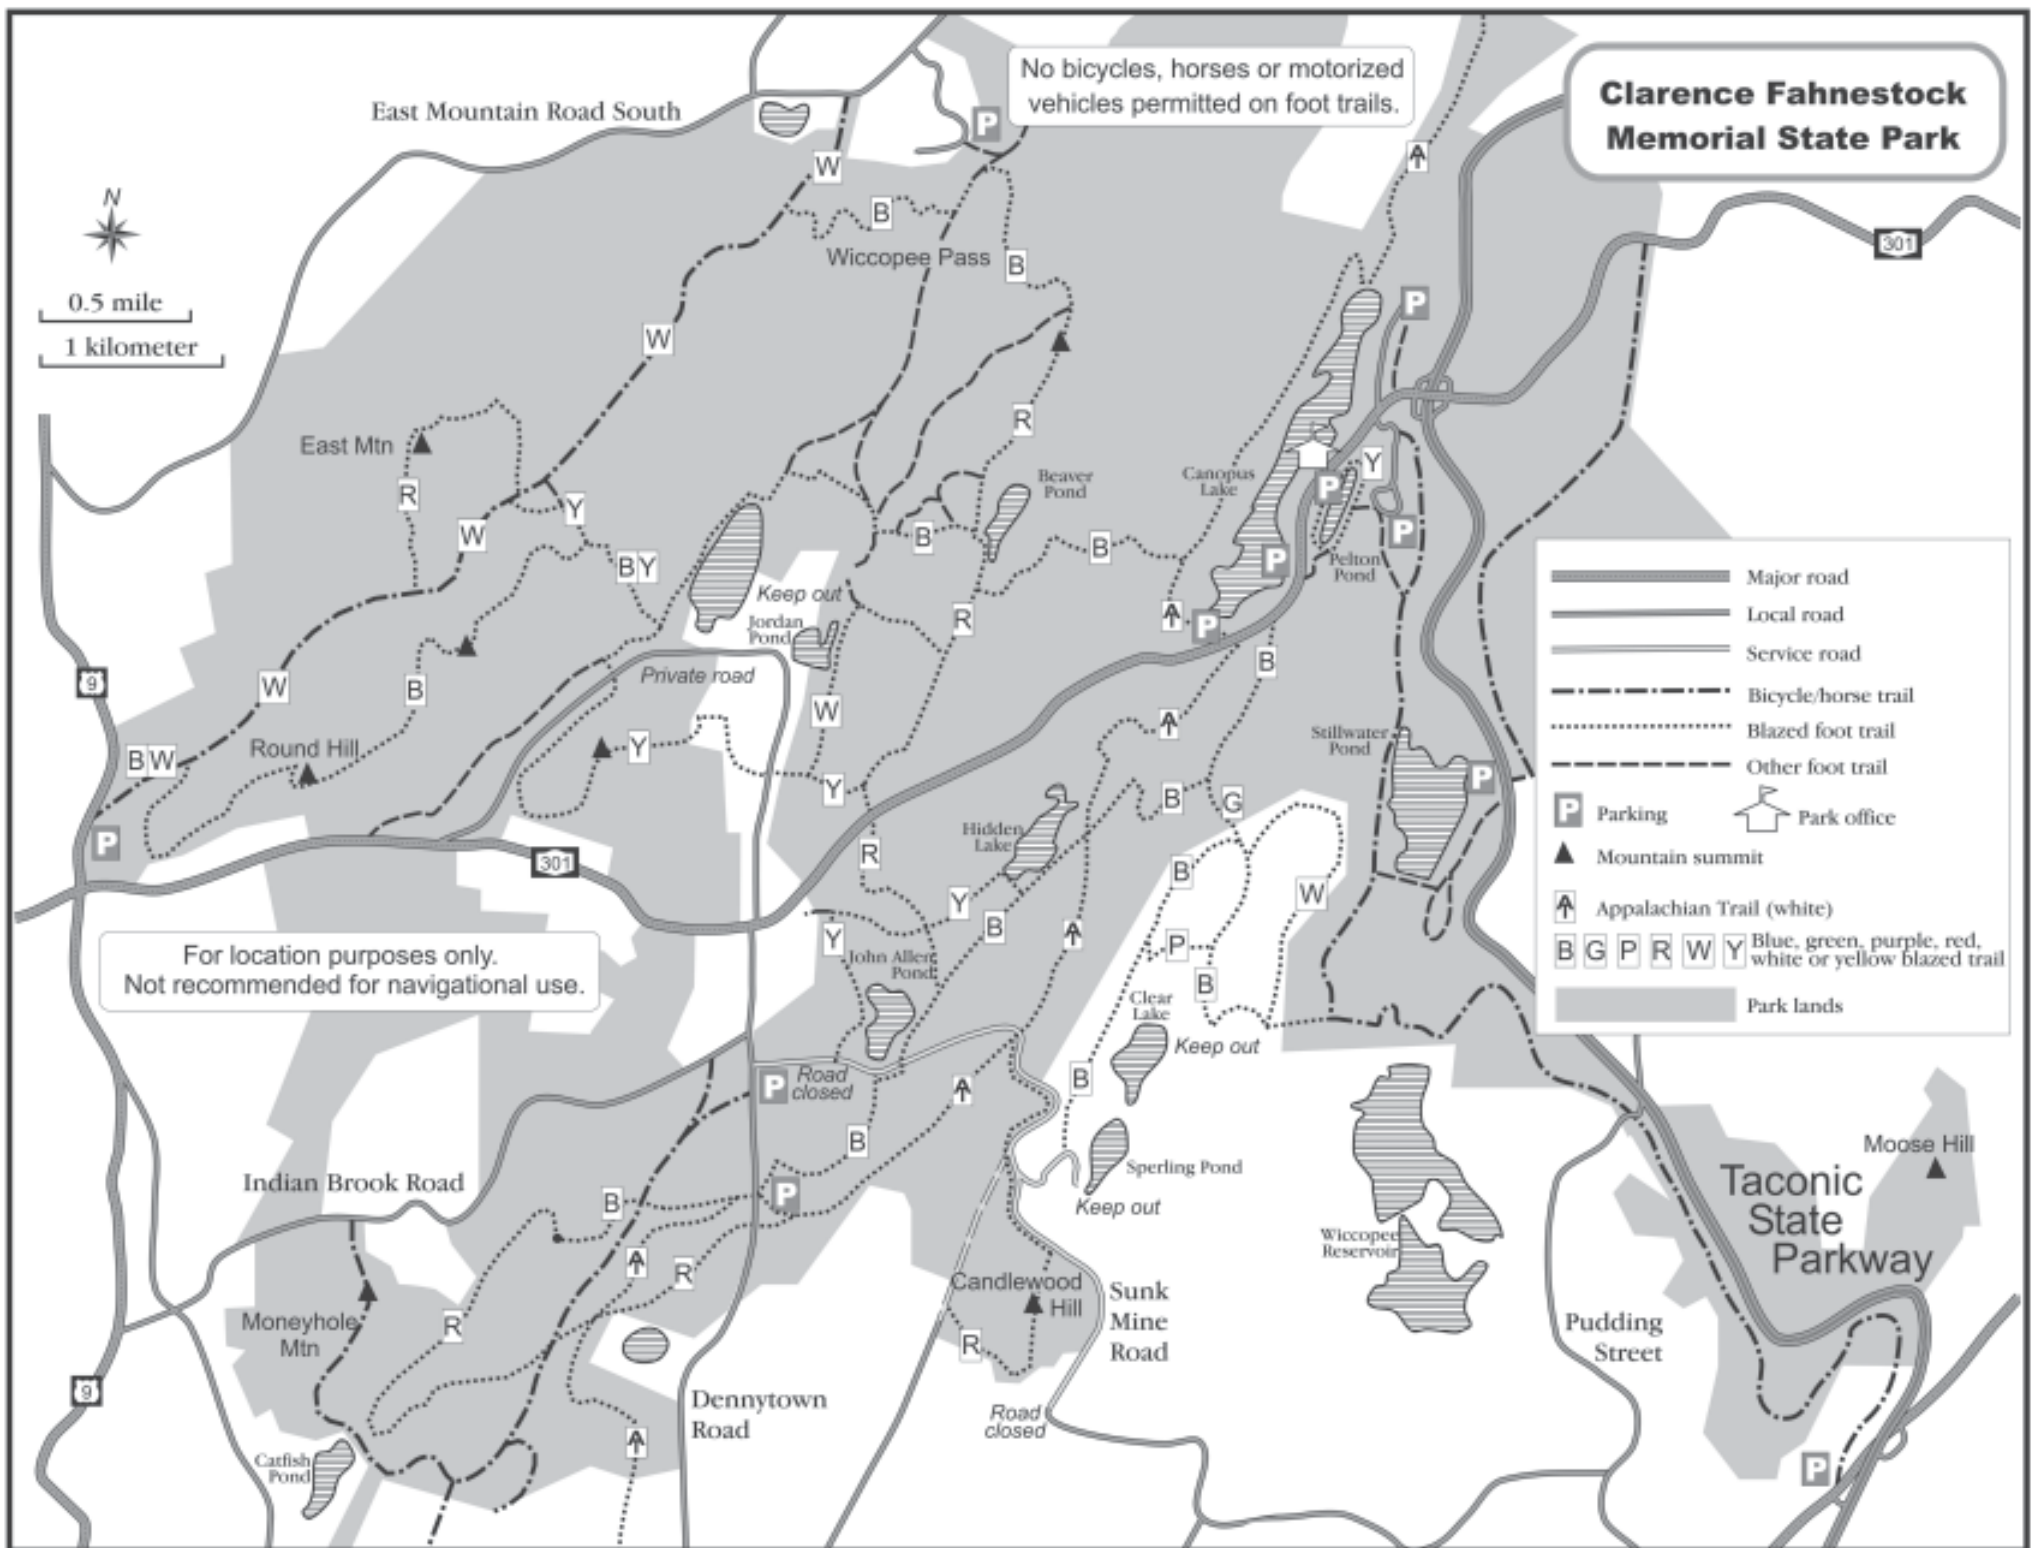 No bicycles, horses or motorized
vehicles permitted on foot trails.
Clarence Fahnestock
Memorial State Park
East Mountain Road South
P
W
A
N
B
301
Wiccopee Pass
B
0.5 mile
P
W
1 kilometer
R
East Mtn
Y
Beaver
Pond
Canopus
Lake
R
P
Y
W
P
B
B
P
Pelton
Pond
BY
Keep out
Major road
Local road
Service road
Bicycle/horse trail
Blazed foot trail
Other foot trail
P Parking
Park office
Mountain summit
A Appalachian Trail (white)
B G P R W Y Blue, green, purple, red,
white or yellow blazed trail
Park lands
Jordan
Pond
R
A
P
B
9
Private road
W
B
W
A
Stillwater
Pond
Round Hill
Y
BW
P
Y
B
G
P
Hidden
Lake
R
301
B
W
Y
B
A
Y
P
For location purposes only.
Not recommended for navigational use.
John Allen
Pond
B
Clear
Lake
Keep out
P
Road
closed
A
B
B
Moose Hill
Sperling Pond
Taconic
State
Parkway
Indian Brook Road
B
P
Keep out
Wiccopee
Reservoir
A
R
Candlewood
Hill
Sunk
Mine
Road
Moneyhole
Mtn
R
R
Pudding
Street
9
Dennytown
Road
Road
closed
A
Catfish
Pond
P